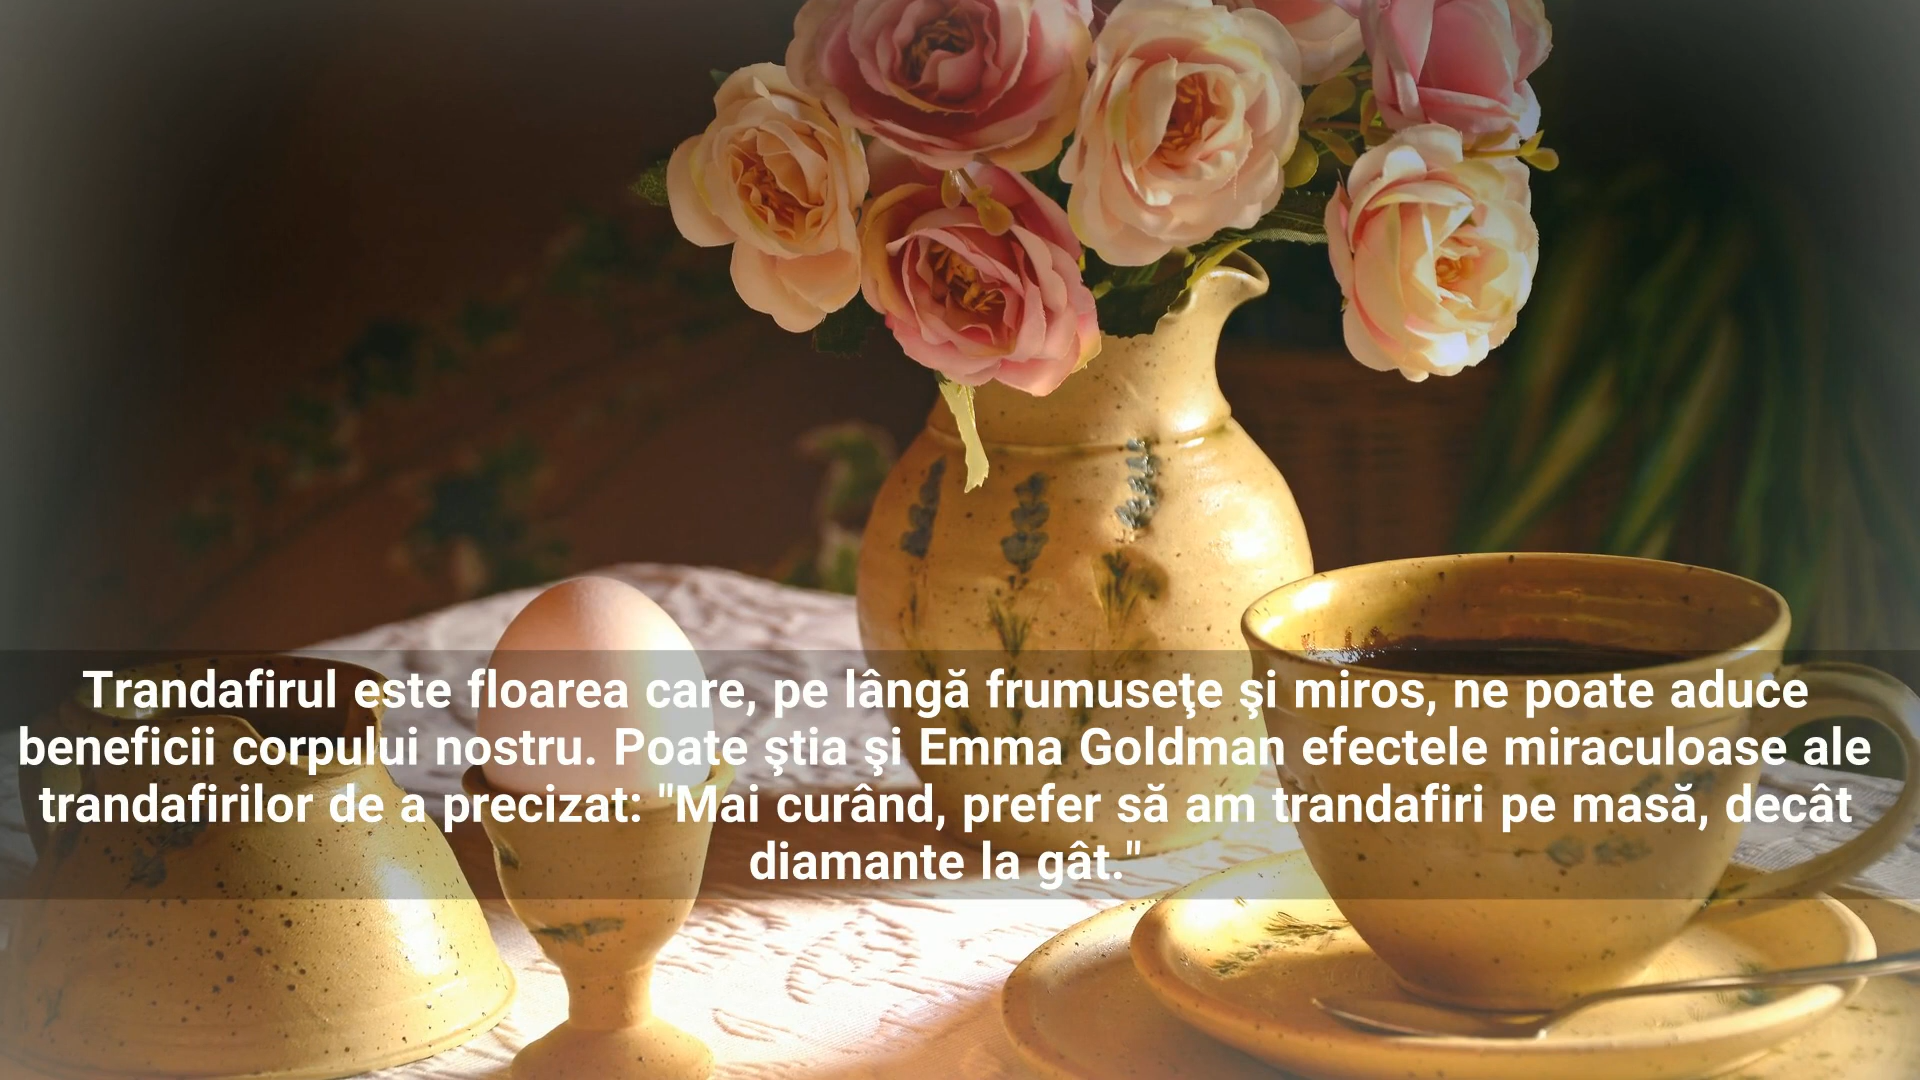 Trandafirul este floarea care, pe lângă frumuseţe şi miros, ne poate aduce
beneficii corpului nostru. Poate ştia şi Emma Goldman efectele miraculoase ale
trandafirilor de a precizat: "Mai curând, prefer să am trandafiri pe masă, decât
diamante la gât."